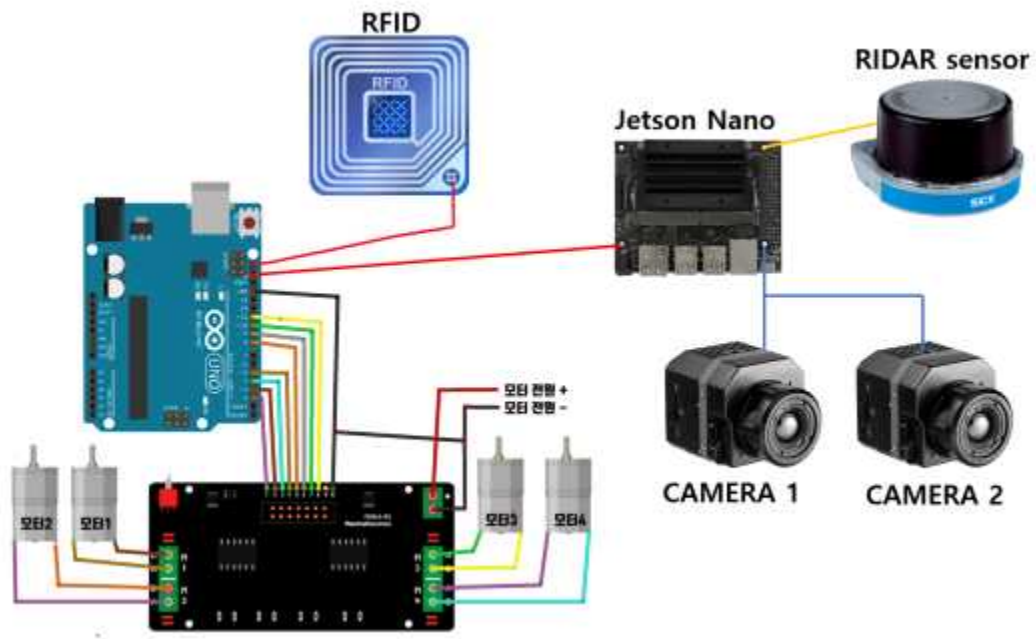 RFID
RFID
RIDAR sensor
Jetson Nano
SICK
UNO
ARDUINO
모터 전원 +
모터 전원 -
모터2
모터1
모터3
모터4
CAMERA 1
CAMERA 2